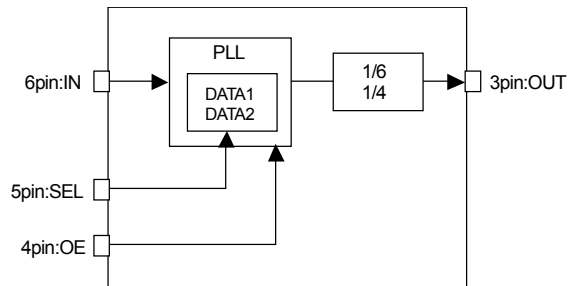 PLL
6pin:IN
DATA1
DATA2
1/6
1/4
3pin:OUT
5pin:SEL
4pin:OE